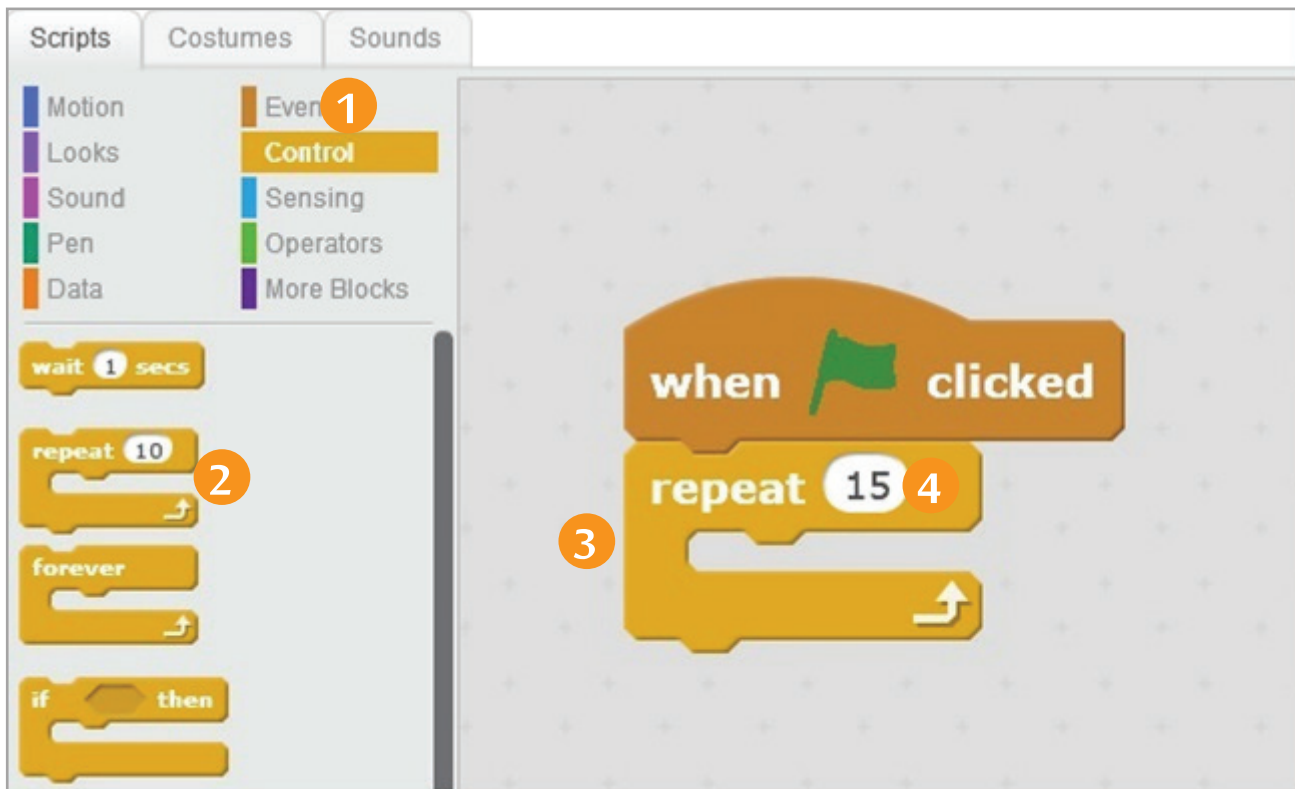 Scripts Costumes Sounds
Motion Even 1
Looks Control
Sound Sensing
Pen Operators
Data More Blocks
wait 1 secs
repeat 10
2
forever
if then
when clicked
repeat 15 4
3